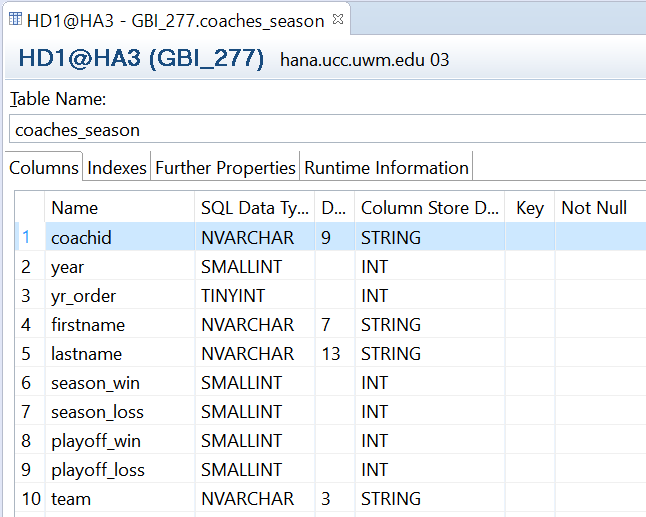 HD1@HA3 - GBI_277.coaches_season
HD1@HA3 (GBI_277) hana.ucc.uwm.edu 03
Table Name:
coaches_season
Columns Indexes Further Properties Runtime Information
Name SQL Data Ty... D... Column Store D... Key Not Null
1 coachid NVARCHAR 9 STRING
2 year SMALLINT INT
3 yr_order TINYINT INT
4 firstname NVARCHAR 7 STRING
5 lastname NVARCHAR 13 STRING
6 season_win SMALLINT INT
7 season_loss SMALLINT INT
8 playoff_win SMALLINT INT
9 playoff_loss SMALLINT INT
10 team NVARCHAR 3 STRING